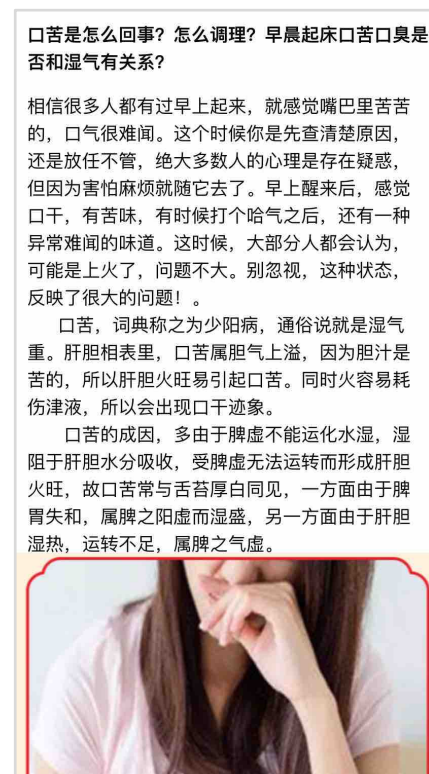 口苦是怎么回事？怎么调理？早晨起床口苦口臭是
否和湿气有关系？
相信很多人都有过早上起来，就感觉嘴巴里苦苦
的，口气很难闻。这个时候你是先查清楚原因，
还是放任不管，绝大多数人的心理是存在疑惑，
但因为害怕麻烦就随它去了。早上醒来后，感觉
口干，有苦味，有时候打个哈气之后，还有一种
异常难闻的味道。这时候，大部分人都会认为，
可能是上火了，问题不大。别忽视，这种状态，
反映了很大的问题！。
口苦，词典称之为少阳病，通俗说就是湿气
重。肝胆相表里，口苦属胆气上溢，因为胆汁是
苦的，所以肝胆火旺易引起口苦。同时火容易耗
伤津液，所以会出现口干迹象。
口苦的成因，多由于脾虚不能运化水湿，湿
阻于肝胆水分吸收，受脾虚无法运转而形成肝胆
火旺，故口苦常与舌苔厚白同见，一方面由于脾
胃失和，属脾之阳虚而湿盛，另一方面由于肝胆
湿热，运转不足，属脾之气虚。